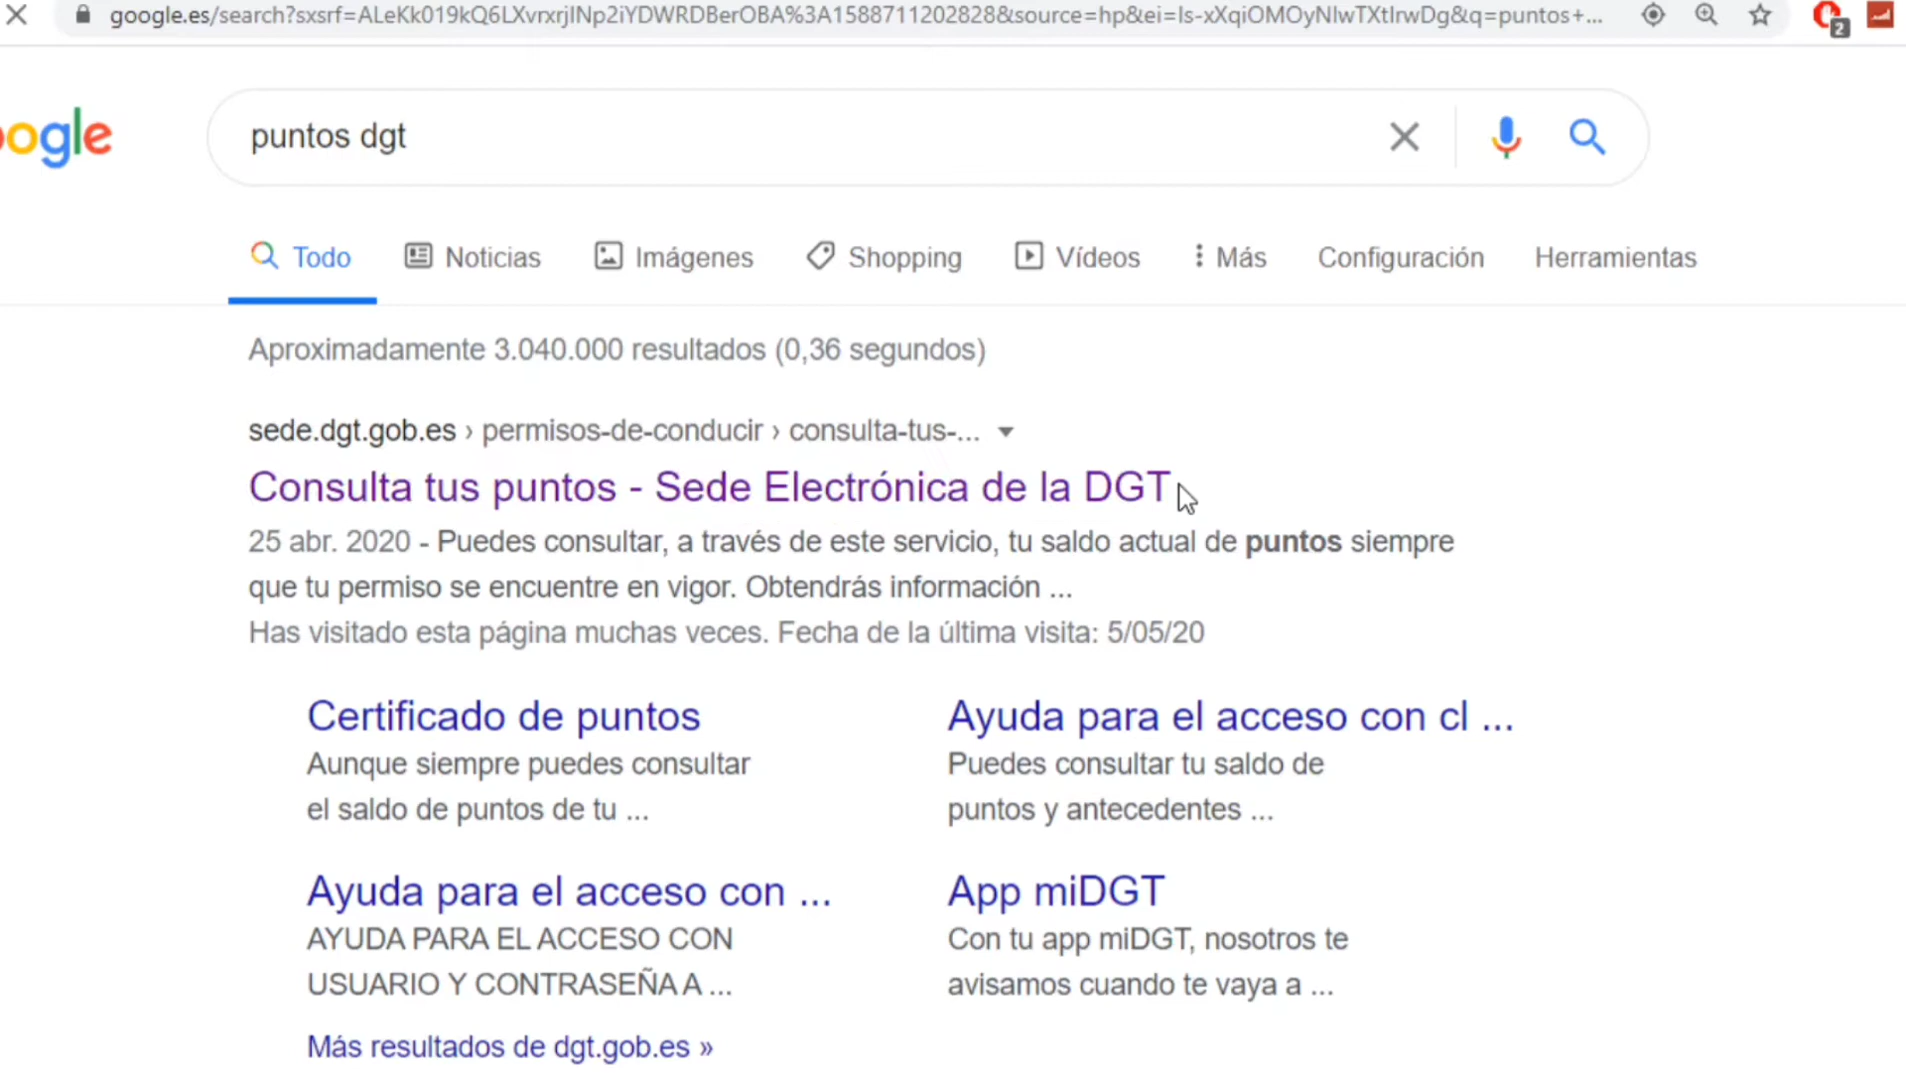 google.es/search?sxsrf=ALeKk019kQ6LXvrxrjINp2iYDWRDBerOBA%3A1588711202828&source=hp&ei=Is-xXqiOMOyNlwTXtIrwDg&q=puntos+...
2
ogle
puntos dgt
Todo Noticias Imágenes Shopping Vídeos Más Configuración Herramientas
Aproximadamente 3.040.000 resultados (0,36 segundos)
sede.dgt.gob.es › permisos-de-conducir › consulta-tus-...
Consulta tus puntos - Sede Electrónica de la DGT
25 abr. 2020 - Puedes consultar, a través de este servicio, tu saldo actual de puntos siempre
que tu permiso se encuentre en vigor. Obtendrás información ...
Has visitado esta página muchas veces. Fecha de la última visita: 5/05/20
Certificado de puntos
Aunque siempre puedes consultar
el saldo de puntos de tu ...
Ayuda para el acceso con cl ...
Puedes consultar tu saldo de
puntos y antecedentes ...
Ayuda para el acceso con ...
AYUDA PARA EL ACCESO CON
USUARIO Y CONTRASEÑA A ...
App miDGT
Con tu app miDGT, nosotros te
avisamos cuando te vaya a ...
Más resultados de dgt.gob.es »